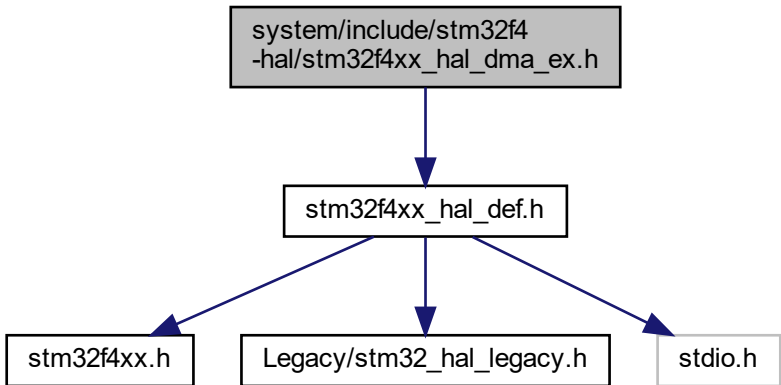 system/include/stm32f4
-hal/stm32f4xx_hal_dma_ex.h
stm32f4xx_hal_def.h
stm32f4xx.h
Legacy/stm32_hal_legacy.h
stdio.h